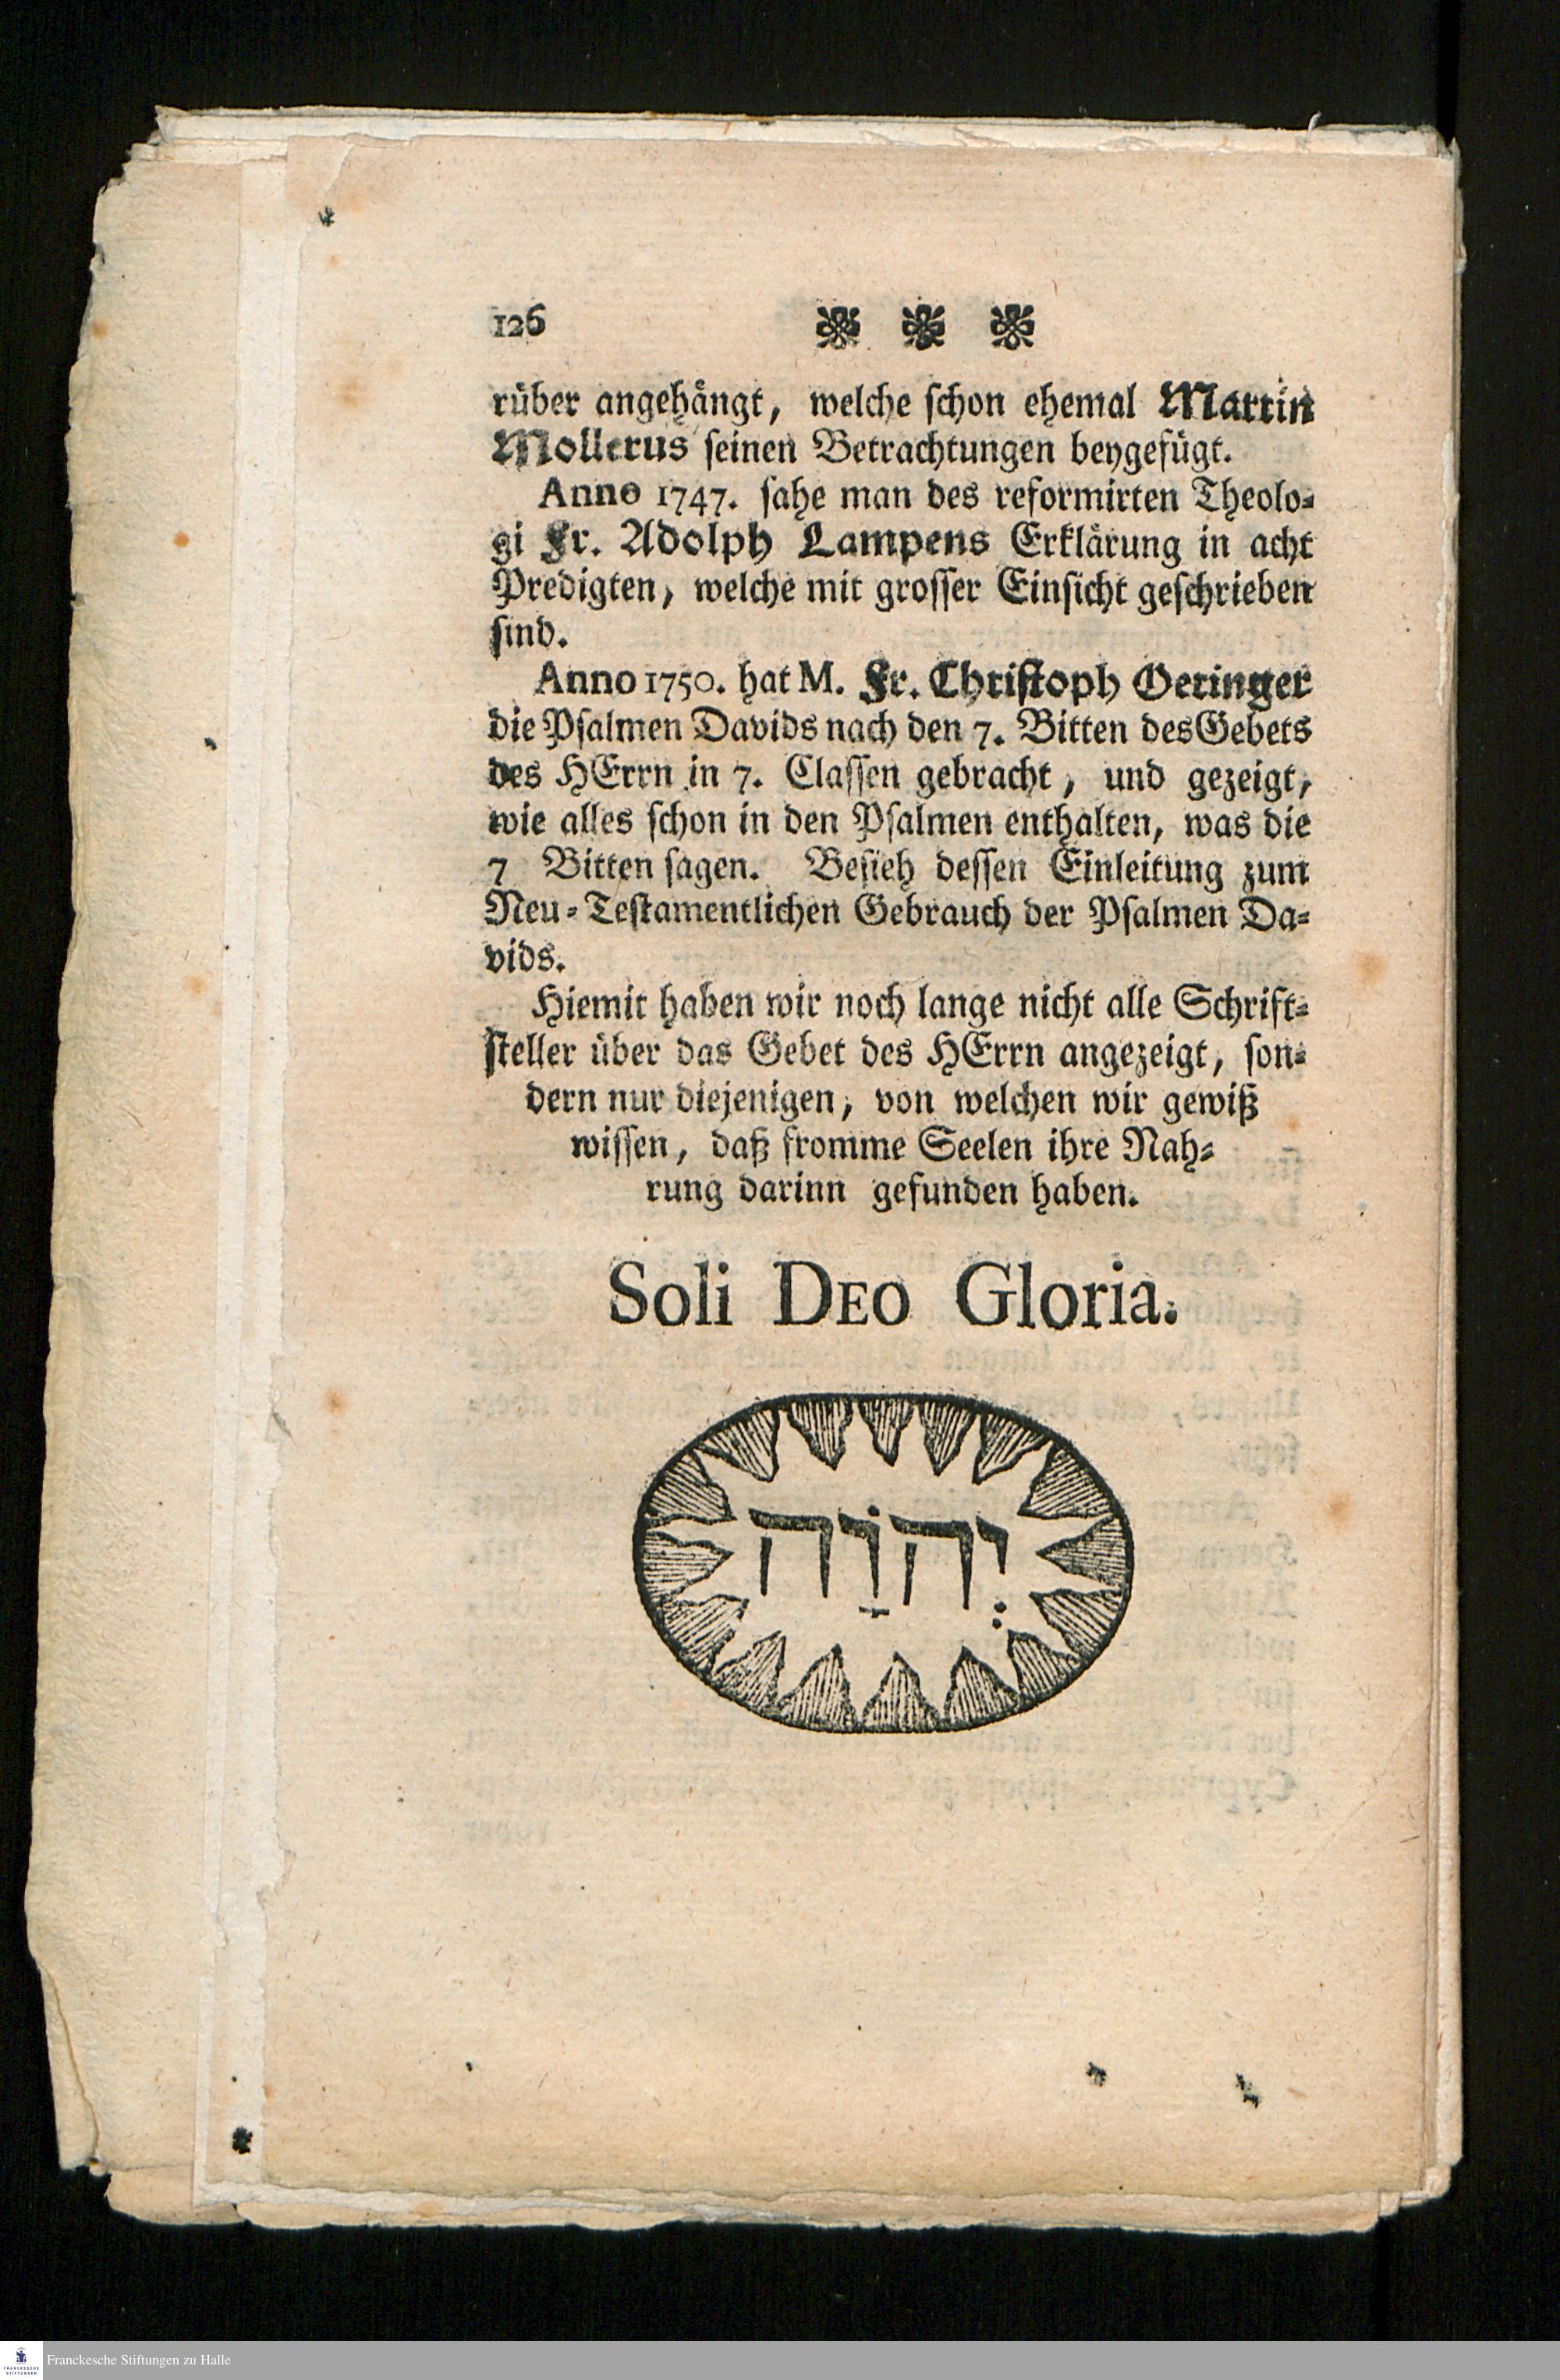 126
rüber angehängt, welche schon ehemal Martin
Mollerus seinen Betrachtungen beygefügt.
Anno 1747. sahe man des reformirten Theolo-
gi Fr. Adolph Lampens Erklärung in acht
Predigten, welche mit grosser Einsicht geschrieben
sind.
Anno 1750. hat M. Fr. Christoph Oetinger
die Psalmen Davids nach den 7. Bitten des Gebets
des HErrn in 7. Classen gebracht, und gezeigt,
wie alles schon in den Psalmen enthalten, was die
7 Bitten sagen. Besieh dessen Einleitung zum
Neu-Testamentlichen Gebrauch der Psalmen Da-
vids.
Hiemit haben wir noch lange nicht alle Schrift-
steller über das Gebet des HErrn angezeigt, son-
dern nur diejenigen, von welchen wir gewiß
wissen, daß fromme Seelen ihre Nah-
rung darinn gefunden haben.
Soli DEO Gloria.
יְהוַֹה
FRANCKESCHE
STIFTUNGEN
Franckesche Stiftungen zu Halle